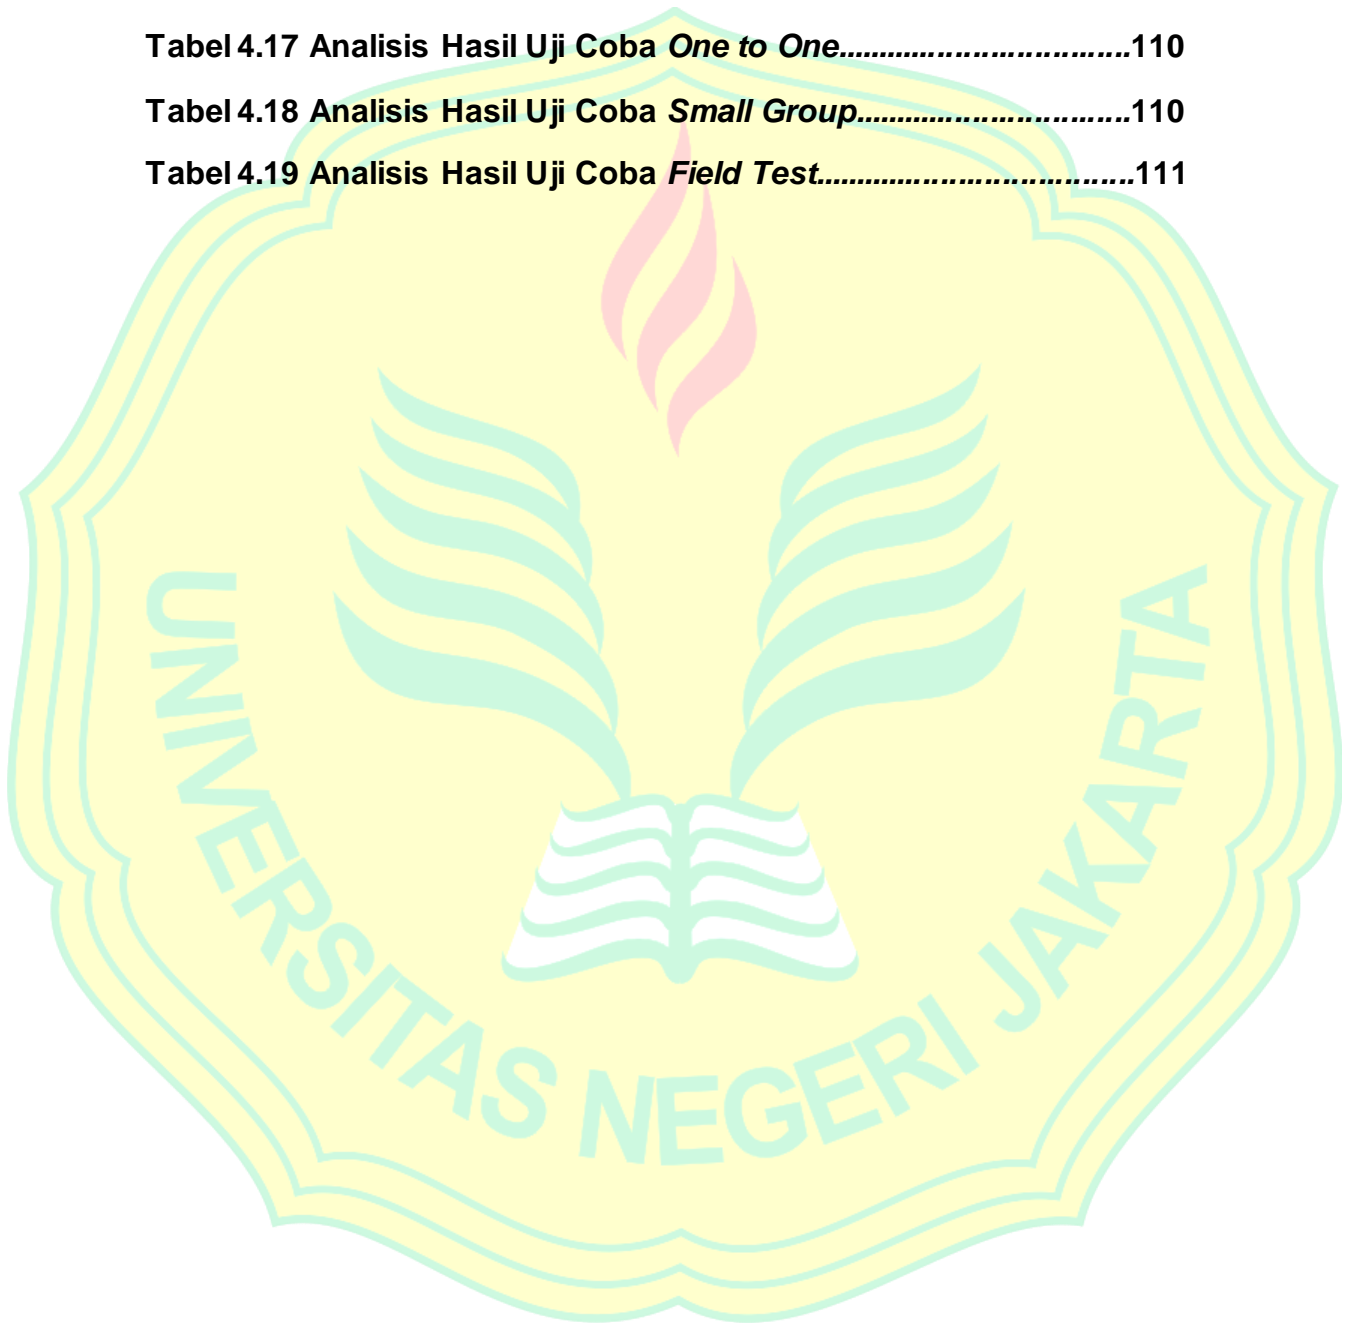 Tabel 4.17 Analisis Hasil Uji Coba One to One....................................110
Tabel 4.18 Analisis Hasil Uji Coba Small Group..................................110
Tabel 4.19 Analisis Hasil Uji Coba Field Test.......................................111
UNIVERSITAS NEGERI JAKARTA